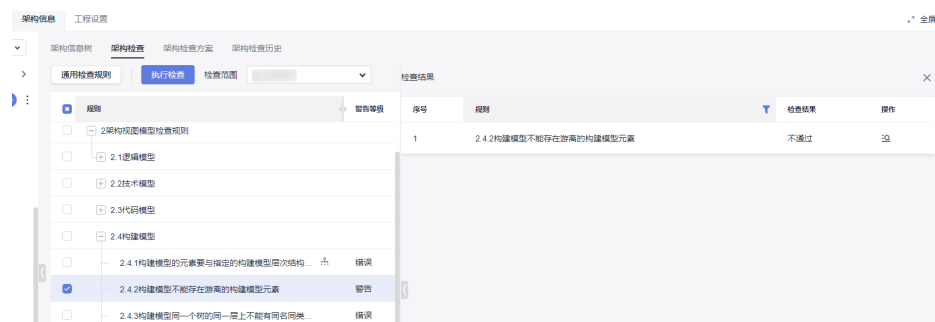 架构信息 工程设置 全屏
架构信息树 架构检查 架构检查方案 架构检查历史
通用检查规则 执行检查 检查范围 检查结果
规则 警告等级 序号 规则 检查结果 操作
2架构视图模型检查规则
1 2.4.2构建模型不能存在游离的构建模型元素 不通过
2.1逻辑模型
2.2技术模型
2.3代码模型
2.4构建模型
2.4.1构建模型的元素要与指定的构建模型层次结构... 错误
2.4.2构建模型不能存在游离的构建模型元素 警告
2.4.3构建模型同一个树的同一层上不能有同名同类... 错误